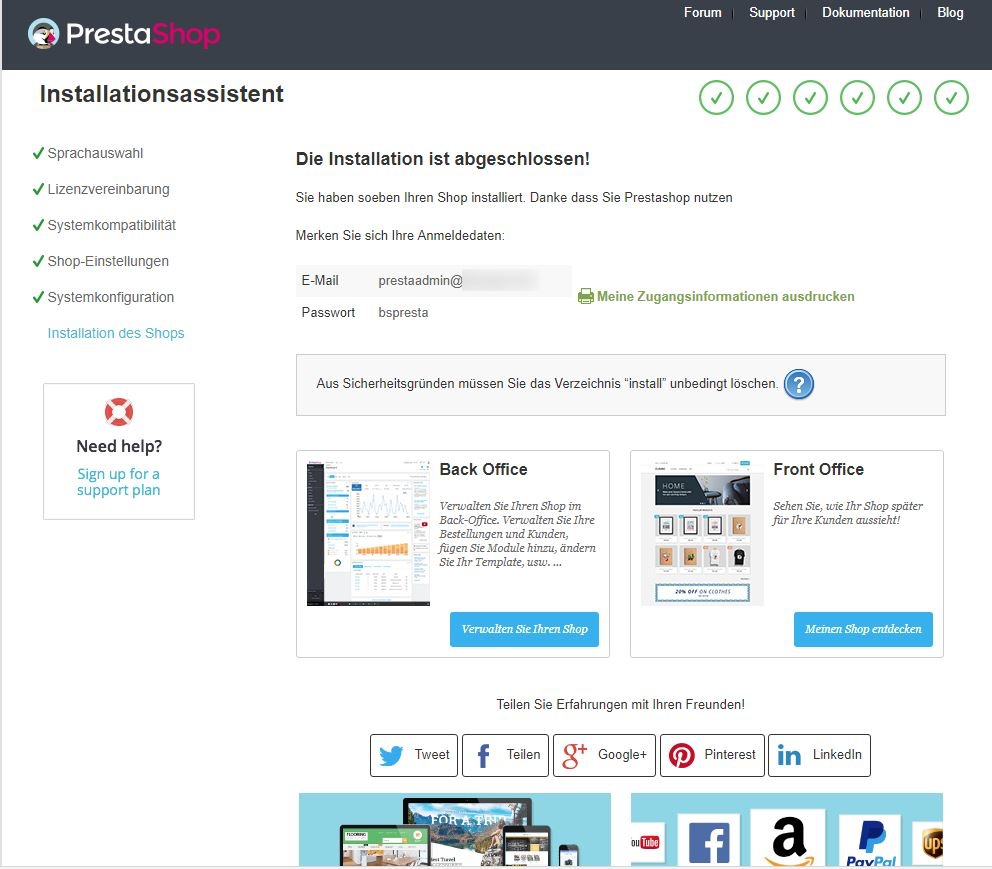 Forum
Support
Dokumentation
Blog
PrestaShop
Installationsassistent
Sprachauswahl
Lizenzvereinbarung
Systemkompatibilität
Shop-Einstellungen
Systemkonfiguration
Installation des Shops
Need help?
Sign up for a
support plan
Die Installation ist abgeschlossen!
Sie haben soeben Ihren Shop installiert. Danke dass Sie Prestashop nutzen
Merken Sie sich Ihre Anmeldedaten:
E-Mail prestaadmin@
Passwort bspresta
Meine Zugangsinformationen ausdrucken
Aus Sicherheitsgründen müssen Sie das Verzeichnis “install” unbedingt löschen.
?
Back Office
Verwalten Sie Ihren Shop im
Back-Office. Verwalten Sie Ihre
Bestellungen und Kunden,
fügen Sie Module hinzu, ändern
Sie Ihr Template, usw. ...
Verwalten Sie Ihren Shop
HOME
20% OFF ON CLOTHES
Front Office
Sehen Sie, wie Ihr Shop später
für Ihre Kunden aussieht!
Meinen Shop entdecken
Teilen Sie Erfahrungen mit Ihren Freunden!
Tweet
Teilen
Google+
Pinterest
LinkedIn
FLOORING
FOR A TRIP
Best Travel
You Tube
PayPal
ups